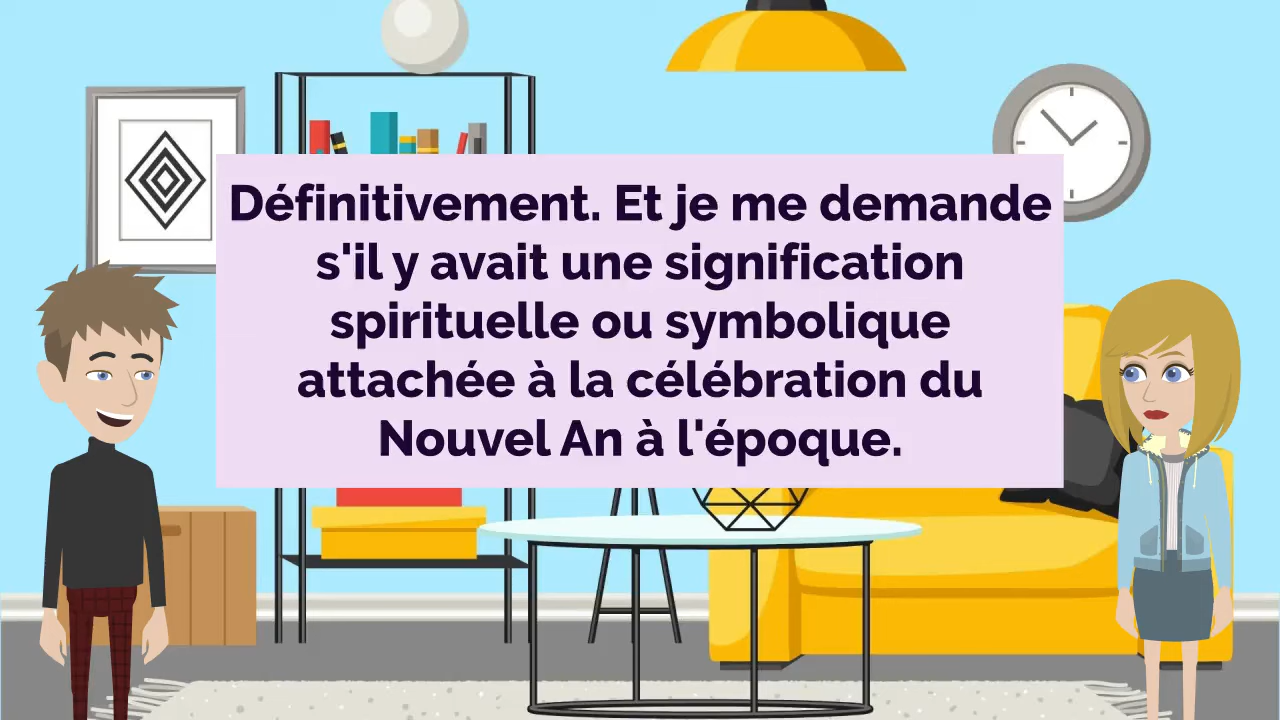 Définitivement. Et je me demande
s'il y avait une signification
spirituelle ou symbolique
attachée à la célébration du
Nouvel An à l'époque.